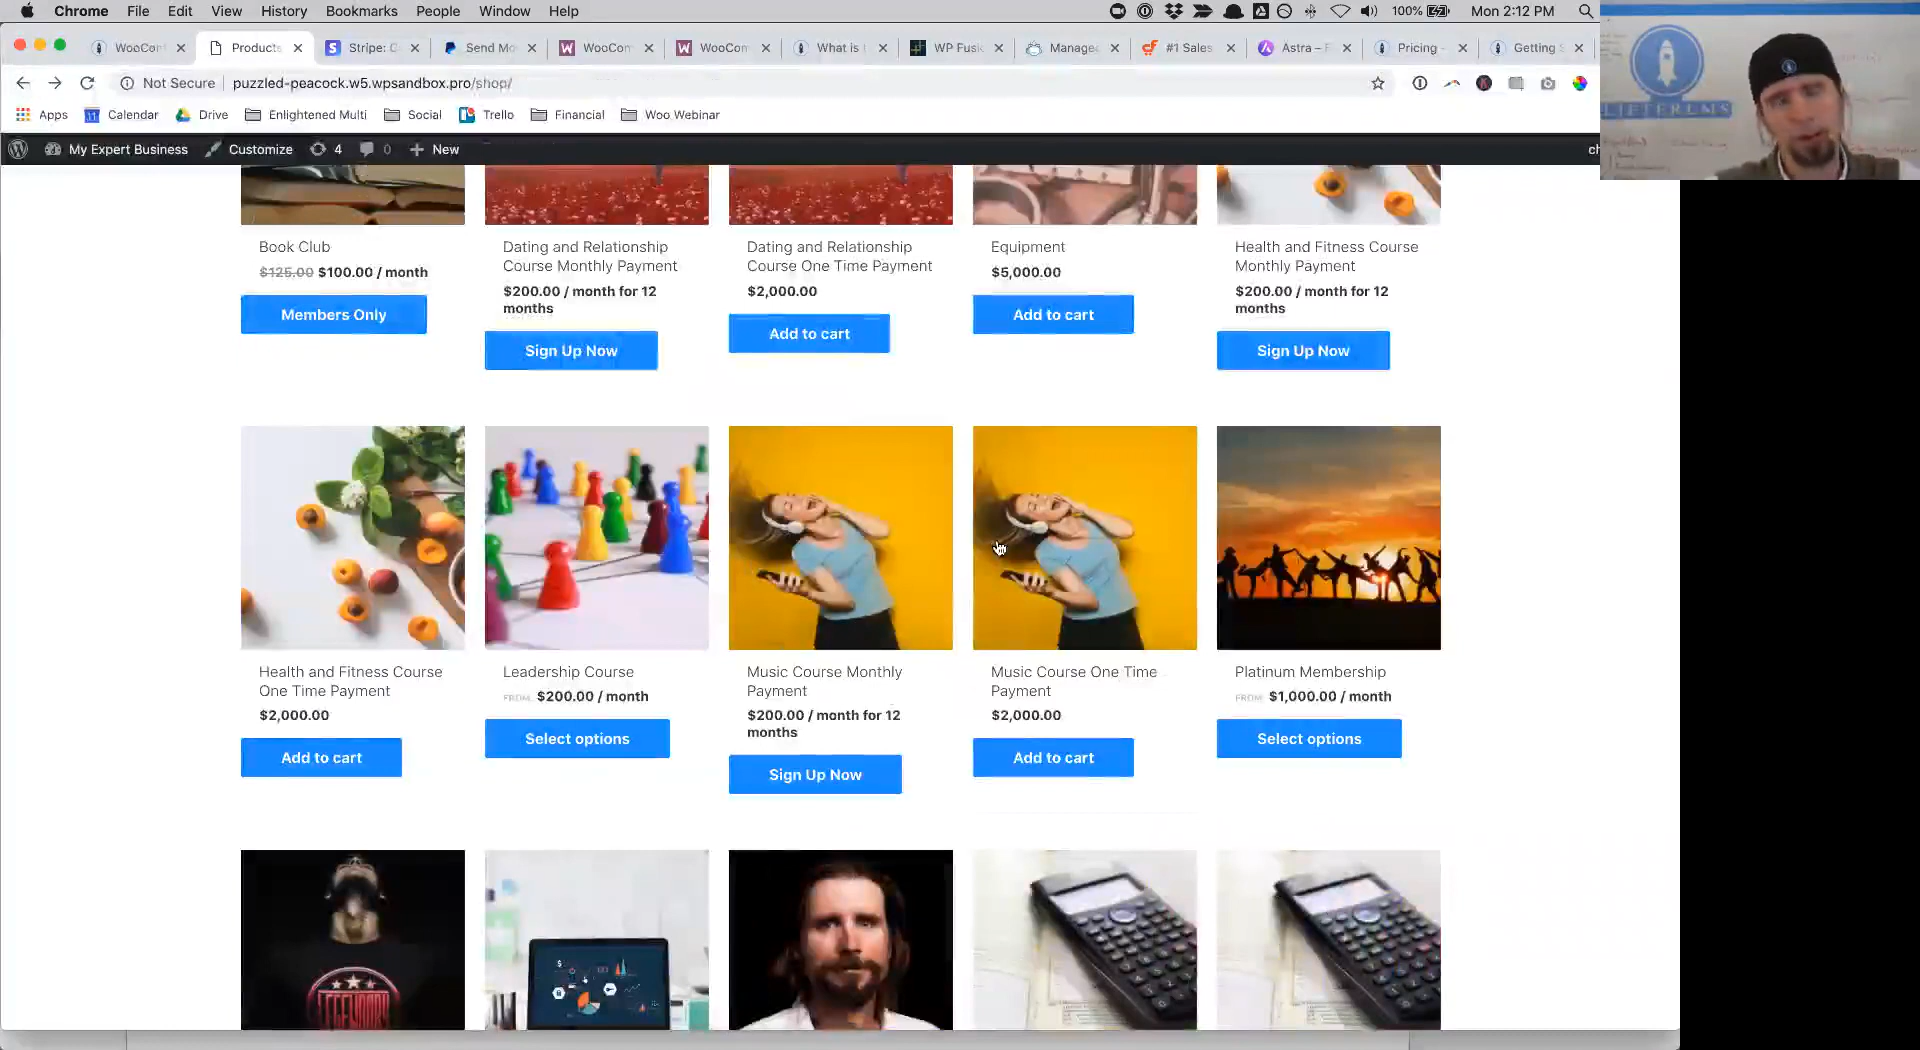 Chrome File Edit View History Bookmarks People Window Help
100% Mon 2:12 PM
WooCon
Products
Stripe: C
Send Mo
WooCom
WooCom
What is
WP Fusi
Manage
#1 Sales
Astra – F
Pricing -
Getting S
Not Secure puzzled-peacock.w5.wpsandbox.pro/shop/
Apps Calendar Drive Enlightened Multi Social Trello Financial Woo Webinar
My Expert Business Customize 4 0 New
Book Club
$125.00 $100.00 / month
Members Only
Dating and Relationship
Course Monthly Payment
$200.00 / month for 12
months
Sign Up Now
Dating and Relationship
Course One Time Payment
$2,000.00
Add to cart
Equipment
$5,000.00
Add to cart
Health and Fitness Course
Monthly Payment
$200.00 / month for 12
months
Sign Up Now
Health and Fitness Course
One Time Payment
$2,000.00
Add to cart
Leadership Course
FROM: $200.00 / month
Select options
Music Course Monthly
Payment
$200.00 / month for 12
months
Sign Up Now
Music Course One Time
Payment
$2,000.00
Add to cart
Platinum Membership
FROM: $1,000.00 / month
Select options